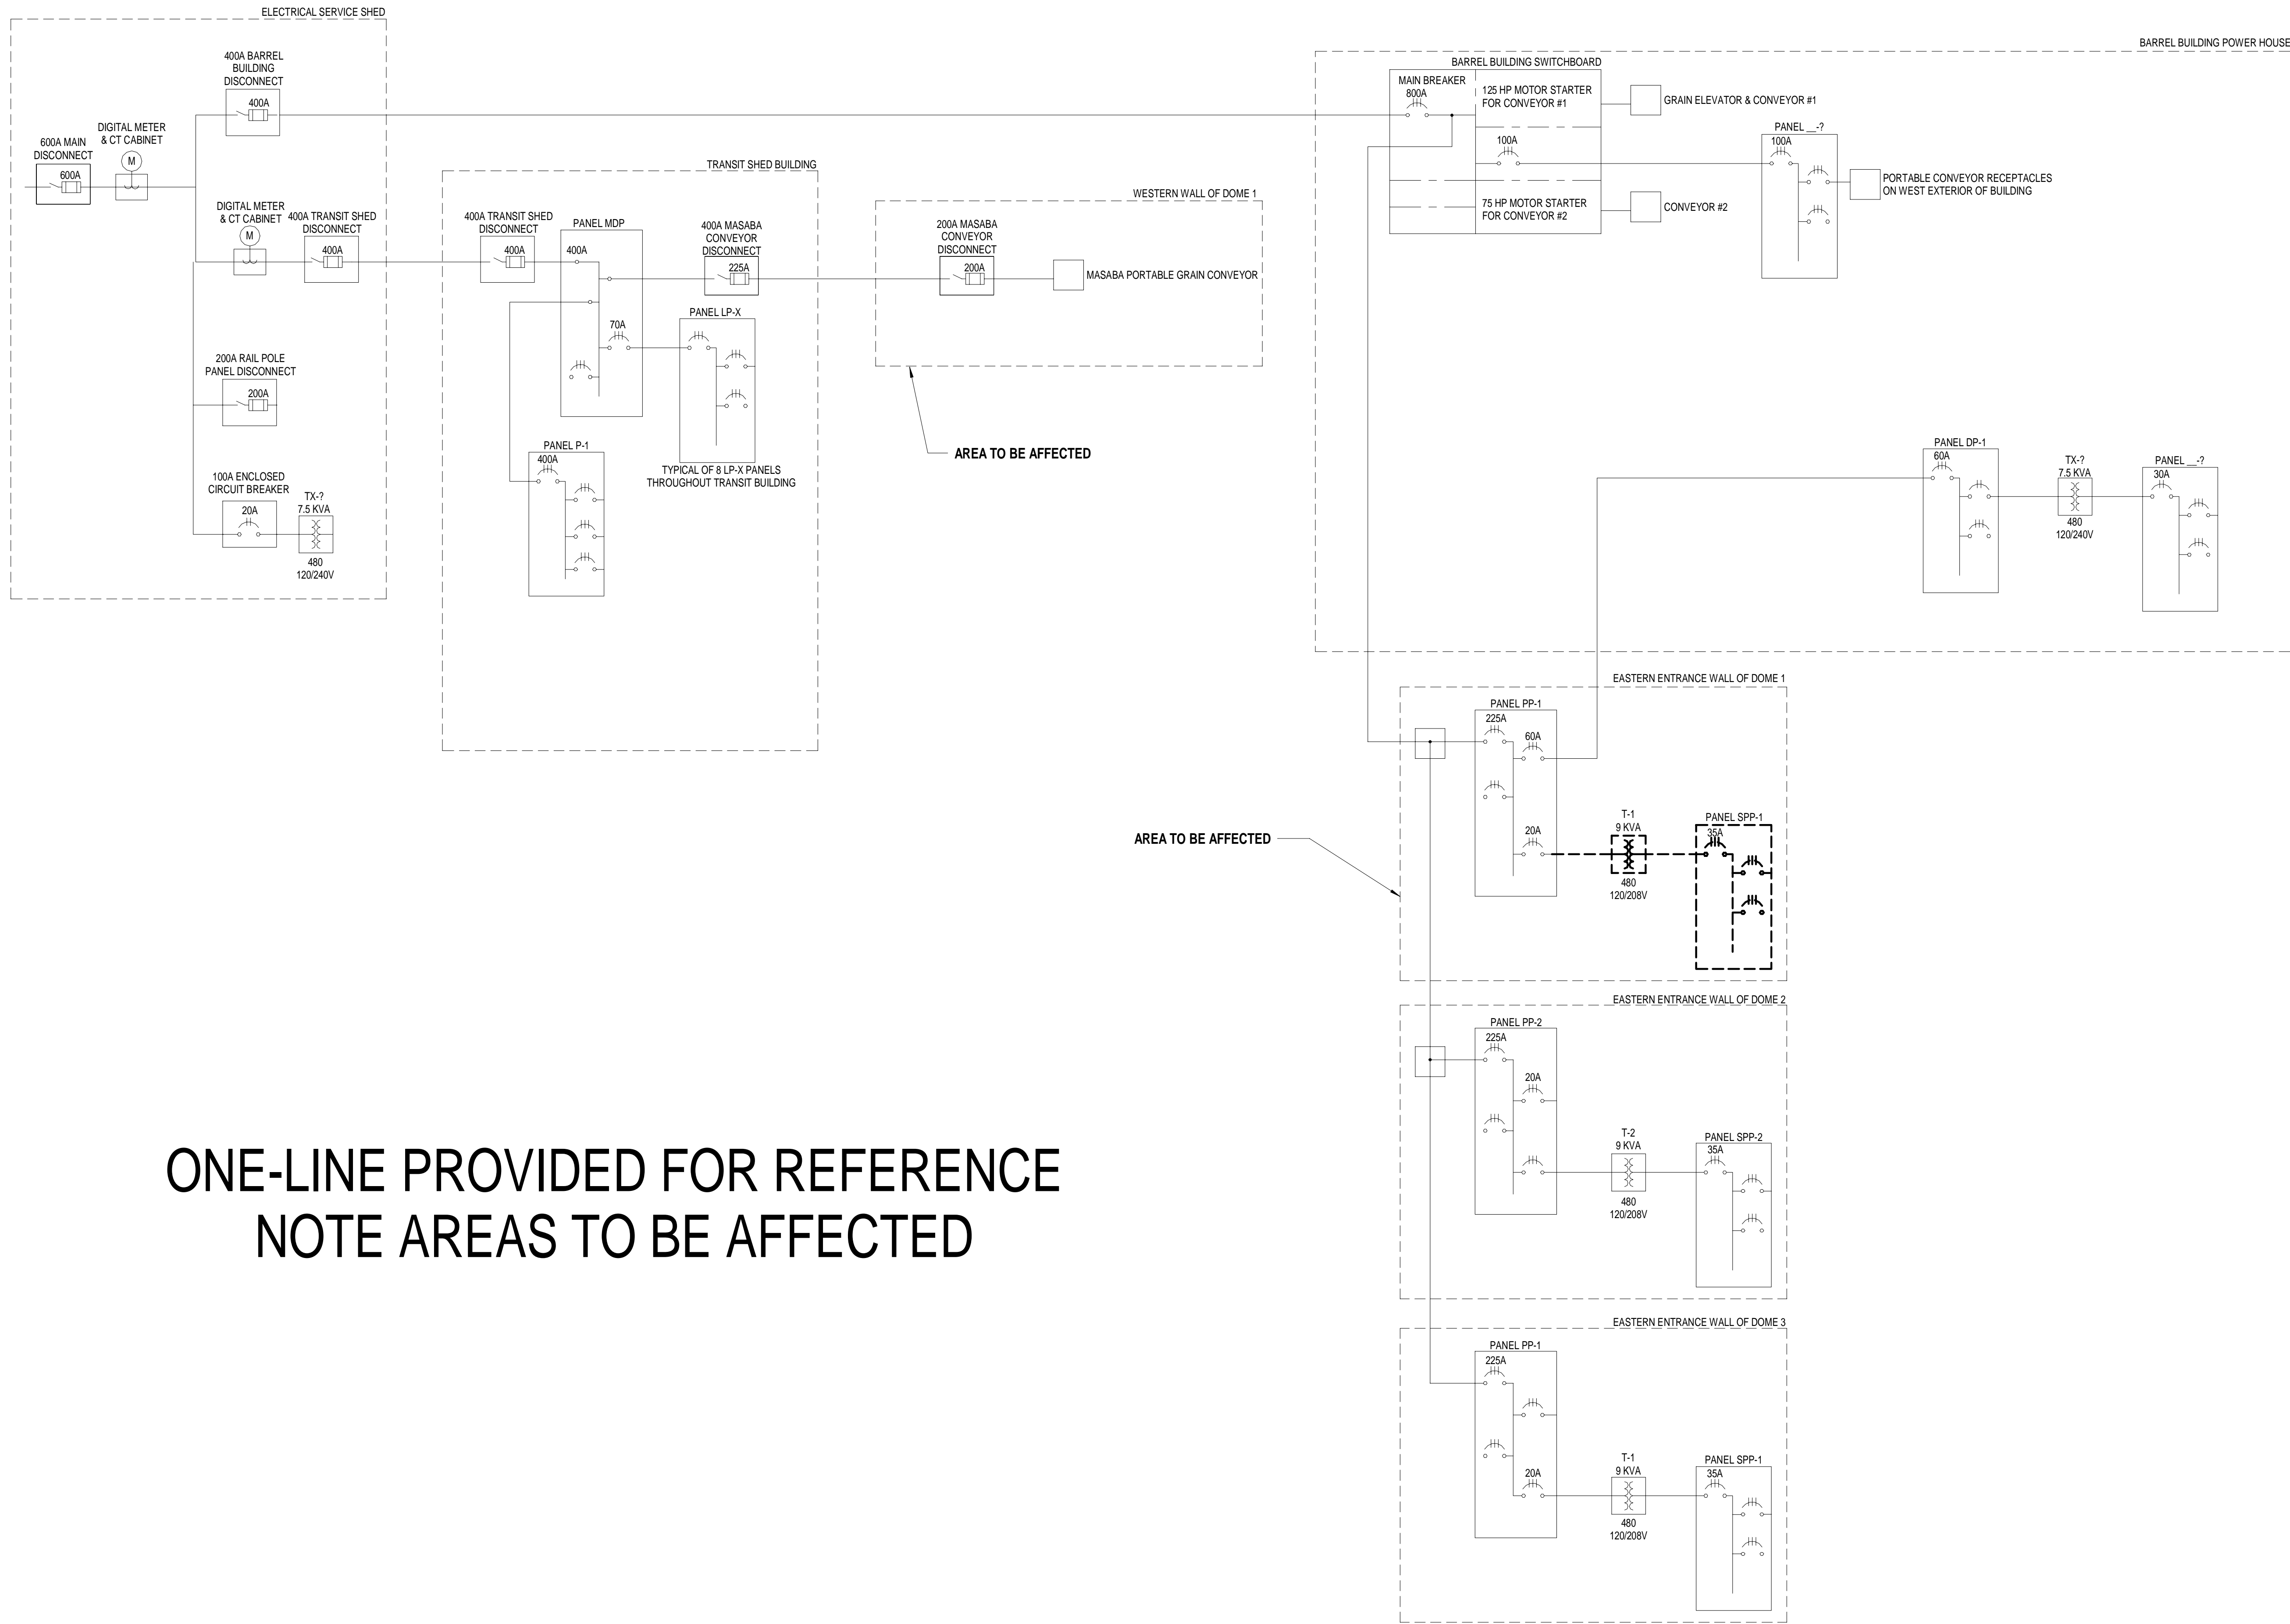 ELECTRICAL SERVICE SHED
400A BARREL
BUILDING
DISCONNECT
400A
600A MAIN
DISCONNECT
600A
DIGITAL METER
& CT CABINET
M
DIGITAL METER
& CT CABINET
M
400A TRANSIT SHED
DISCONNECT
400A
200A RAIL POLE
PANEL DISCONNECT
200A
100A ENCLOSED
CIRCUIT BREAKER
20A
TX-?
7.5 KVA
480
120/240V
TRANSIT SHED BUILDING
400A TRANSIT SHED
DISCONNECT
400A
PANEL MDP
400A
70A
400A MASABA
CONVEYOR
DISCONNECT
225A
PANEL LP-X
TYPICAL OF 8 LP-X PANELS
THROUGHOUT TRANSIT BUILDING
PANEL P-1
400A
WESTERN WALL OF DOME 1
200A MASABA
CONVEYOR
DISCONNECT
200A
MASABA PORTABLE GRAIN CONVEYOR
AREA TO BE AFFECTED
BARREL BUILDING POWER HOUSE
BARREL BUILDING SWITCHBOARD
MAIN BREAKER
800A
125 HP MOTOR STARTER
FOR CONVEYOR #1
GRAIN ELEVATOR & CONVEYOR #1
100A
75 HP MOTOR STARTER
FOR CONVEYOR #2
CONVEYOR #2
PANEL __-?
100A
PORTABLE CONVEYOR RECEPTACLES
ON WEST EXTERIOR OF BUILDING
PANEL DP-1
60A
TX-?
7.5 KVA
480
120/240V
PANEL __-?
30A
EASTERN ENTRANCE WALL OF DOME 1
PANEL PP-1
225A
60A
20A
T-1
9 KVA
480
120/208V
PANEL SPP-1
35A
AREA TO BE AFFECTED
EASTERN ENTRANCE WALL OF DOME 2
PANEL PP-2
225A
20A
T-2
9 KVA
480
120/208V
PANEL SPP-2
35A
EASTERN ENTRANCE WALL OF DOME 3
PANEL PP-1
225A
20A
T-1
9 KVA
480
120/208V
PANEL SPP-1
35A
ONE-LINE PROVIDED FOR REFERENCE
NOTE AREAS TO BE AFFECTED